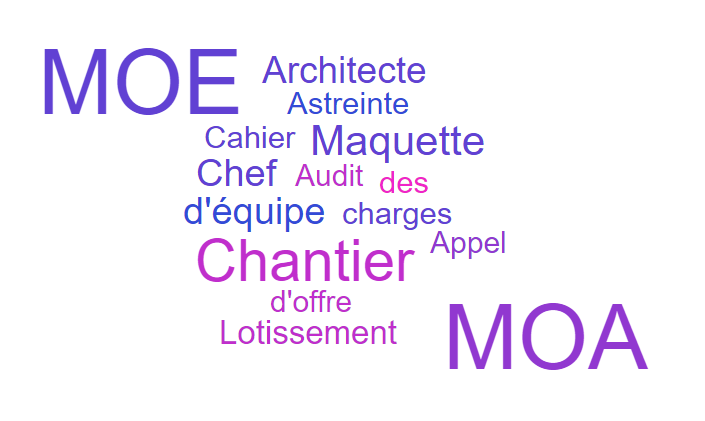 MOE
Architecte
Astreinte
Cahier
Maquette
Chef
Audit
des
d'équipe
charges
Chantier
Appel
d'offre
Lotissement
MOA